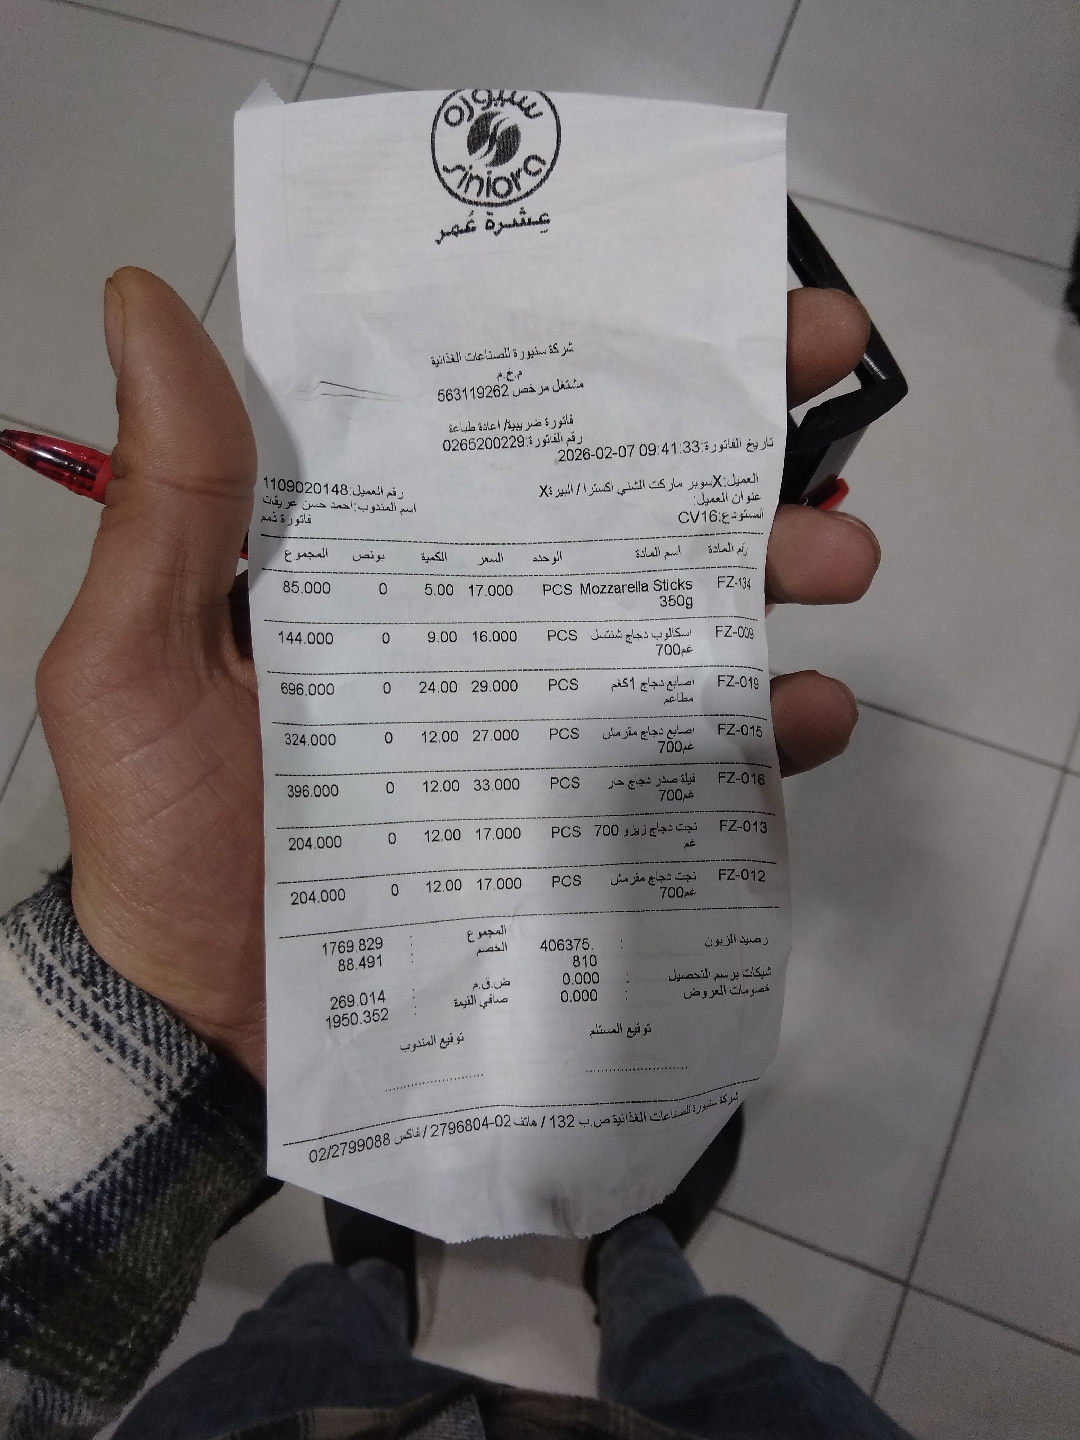 سنيورة
siniora
عِشرة عُمر
شركة سنيورة للصناعات الغذائية
م.خ.م
مشتغل مرخص 563119262
فاتورة ضريبية/ اعادة طباعة
رقم الفاتورة:0265200229
تاريخ الفاتورة:2026-02-07 09:41:33
العميل:Xسوبر ماركت الشني اكسترا / البيرةX رقم العميل:1109020148
عنوان العميل: اسم المندوب:احمد حسن عريقات
المستودع:CV16 فاتورة ذمم
رقم المادة اسم المادة الوحده السعر الكمية بونص المجموع
FZ-134 Mozzarella Sticks PCS 17.000 5.00 0 85.000
350g
FZ-009 اسكالوب دجاج شنتسل PCS 16.000 9.00 0 144.000
700غم
FZ-019 اصابع دجاج 1كغم PCS 29.000 24.00 0 696.000
مطاعم
FZ-015 اصابع دجاج مقرمش PCS 27.000 12.00 0 324.000
700غم
FZ-016 فيلة صدر دجاج حار PCS 33.000 12.00 0 396.000
700غم
FZ-013 نجت دجاج زيزو 700 PCS 17.000 12.00 0 204.000
غم
FZ-012 نجت دجاج مقرمش PCS 17.000 12.00 0 204.000
700غم
رصيد الزبون : 406375. المجموع : 1769.829
810 الخصم : 88.491
شيكات برسم التحصيل : 0.000 ض.ق.م : 269.014
خصومات العروض : 0.000 صافي القيمة : 1950.352
توقيع المستلم توقيع المندوب
شركة سنيورة للصناعات الغذائية ص.ب 132 / هاتف 02-2796804 / فاكس 02/2799088